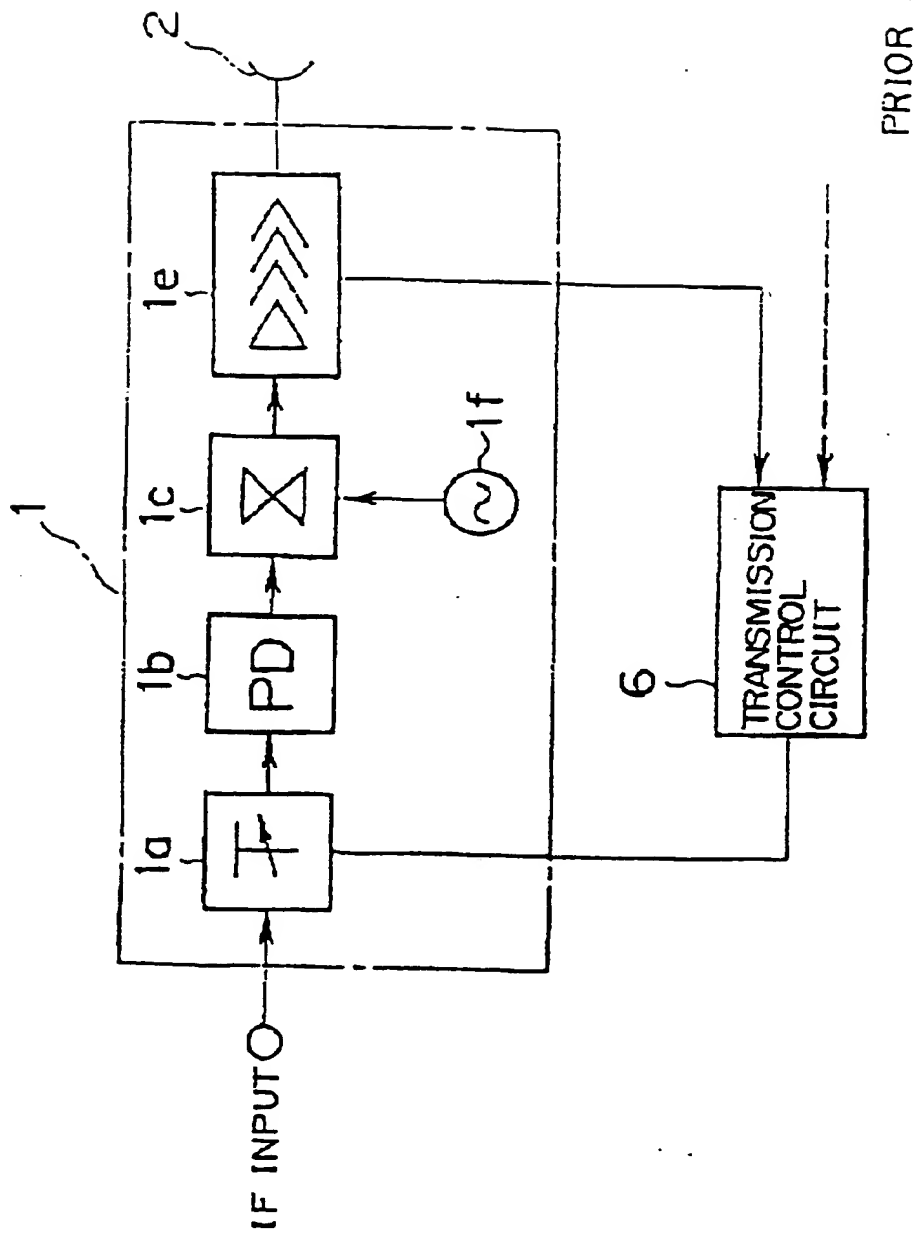 1
2
1a
1b
1c
1e
PD
1f
IF INPUT
6
TRANSMISSION
CONTROL
CIRCUIT
PRIOR